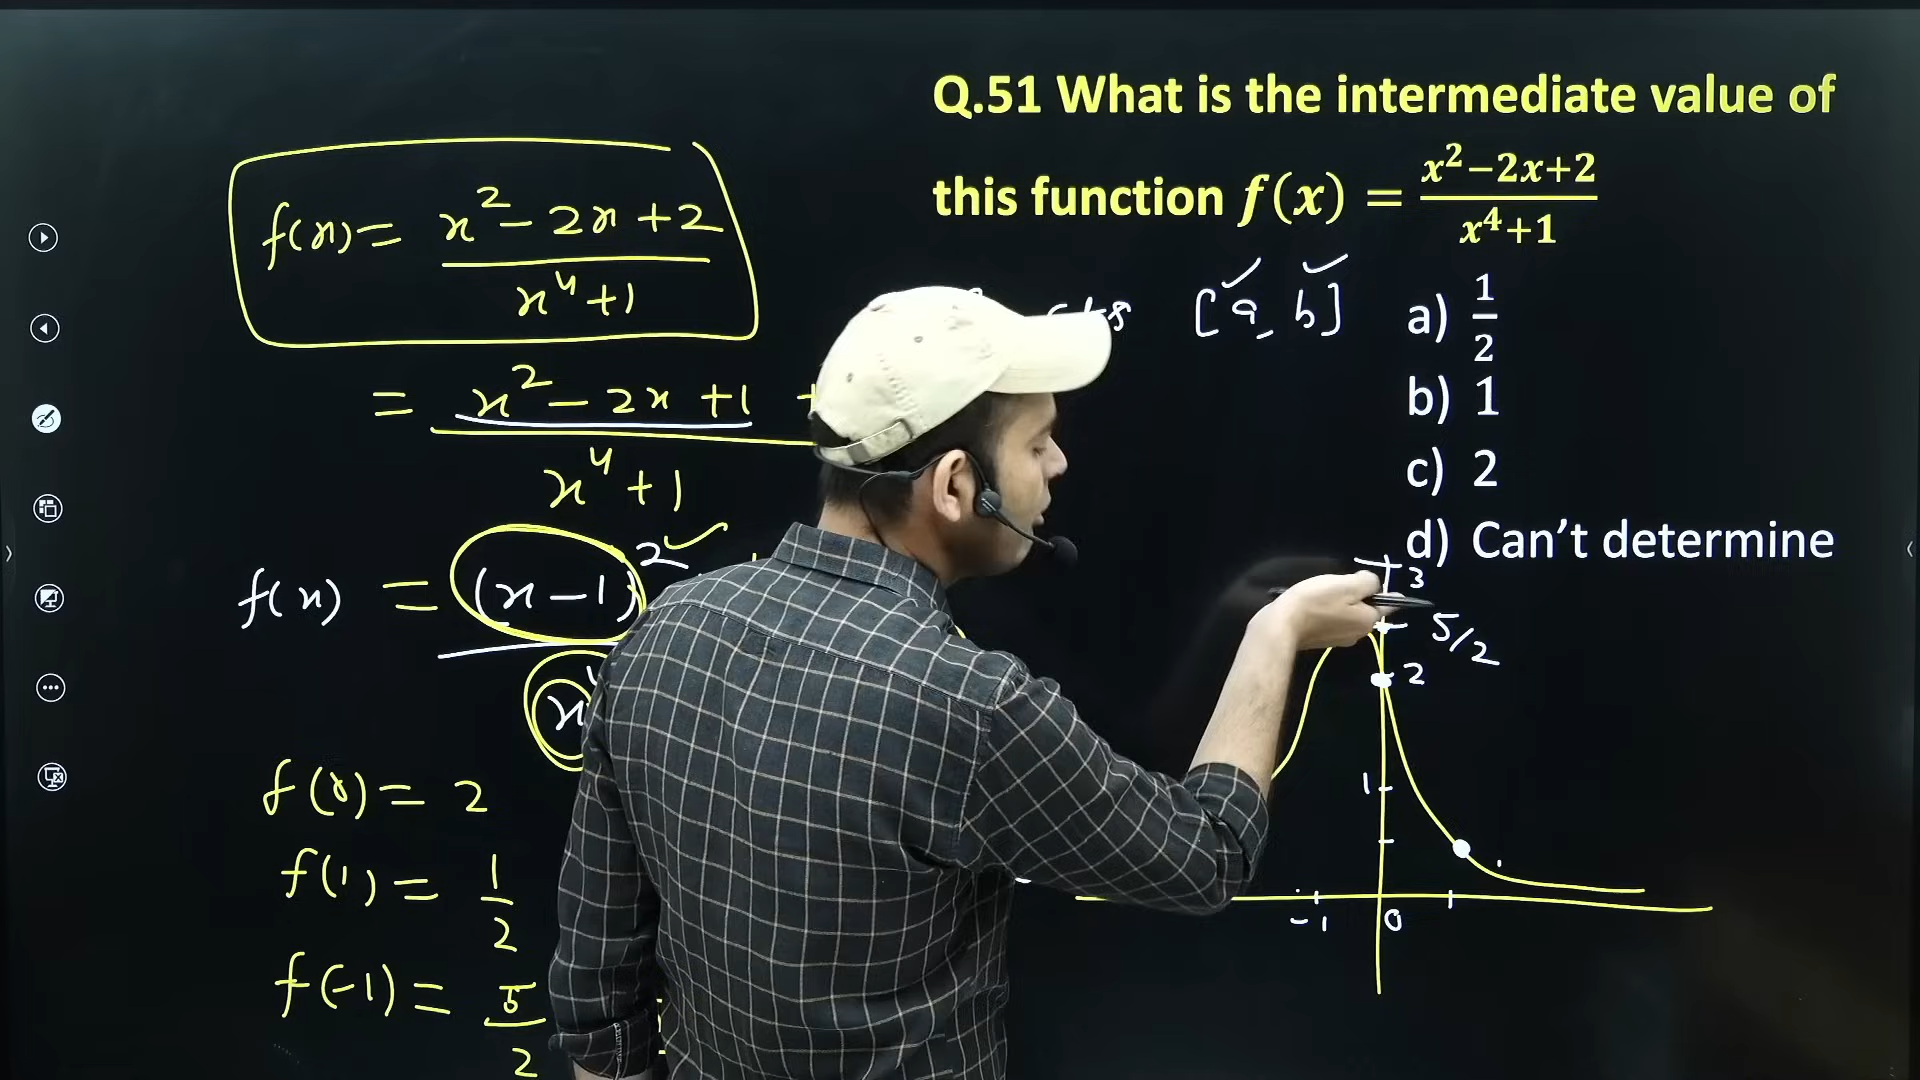 Q.51 What is the intermediate value of
this function f(x) = (x²−2x+2)/(x⁴+1)
a) 1/2
b) 1
c) 2
d) Can't determine
f(x) = (x² − 2x + 2)/(x⁴ + 1)
= x² − 2x + 1 +
x⁴ + 1
f(x) = (x − 1)²
x
f(0) = 2
f(1) = 1/2
f(−1) = 5/2
[a, b]
3
5/2
2
1
−1 0